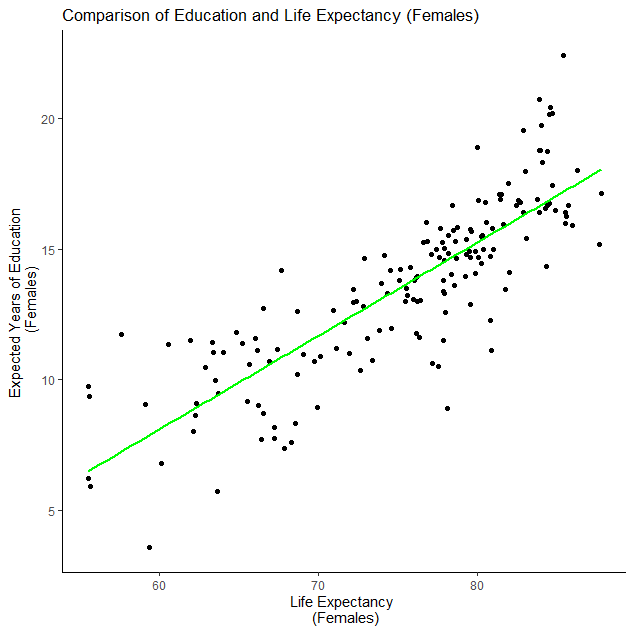 Comparison of Education and Life Expectancy (Females)
Expected Years of Education
(Females)
20
15
10
5
60
70
80
Life Expectancy
(Females)